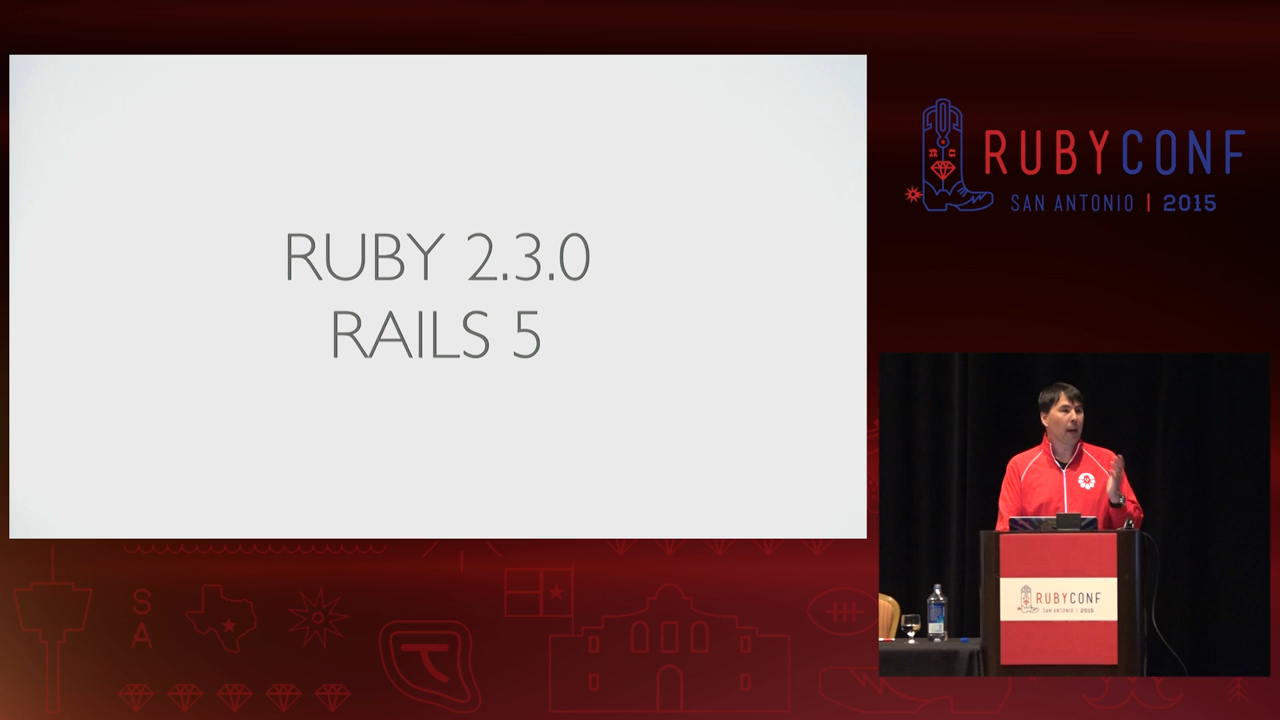 RUBY 2.3.0
RAILS 5
RUBYCONF
SAN ANTONIO | 2015
RUBYCONF
SAN ANTONIO | 2015
S
A